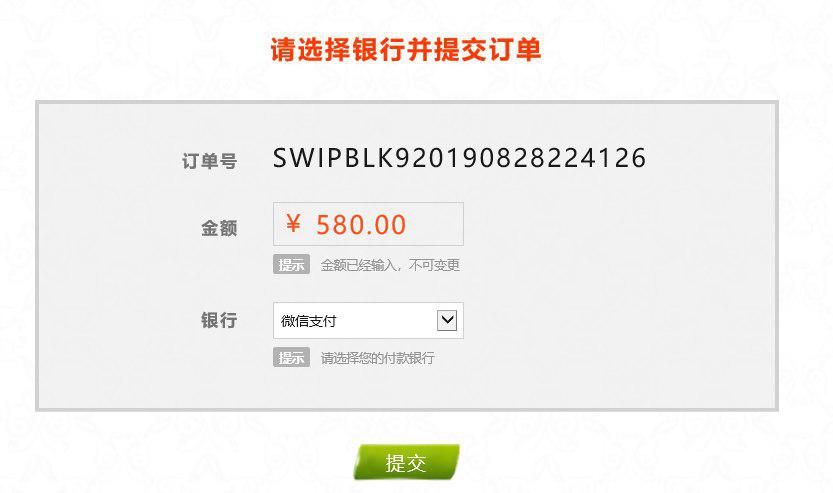 请选择银行并提交订单
订单号 SWIPBLK920190828224126
金额 ¥ 580.00
提示 金额已经输入，不可变更
银行 微信支付
提示 请选择您的付款银行
提交